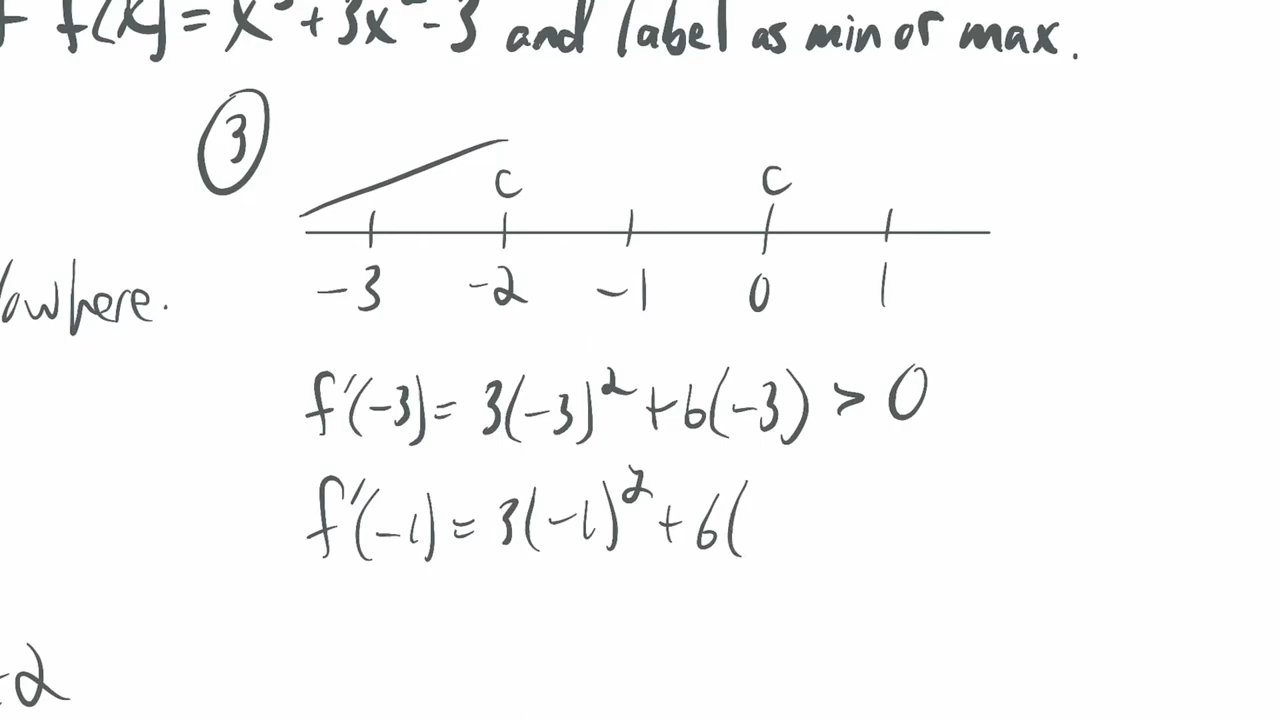 f(x) = x³ + 3x² - 3 and label as min or max.
③
C C
-3 -2 -1 0 1
nowhere.
f'(-3) = 3(-3)² + 6(-3) > 0
f'(-1) = 3(-1)² + 6(
-2